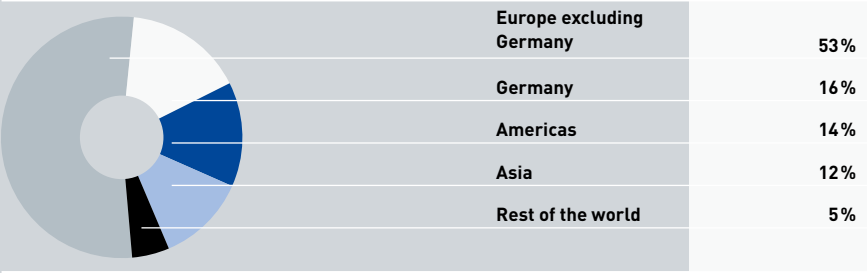 Europe excluding
Germany 53%
Germany 16%
Americas 14%
Asia 12%
Rest of the world 5%